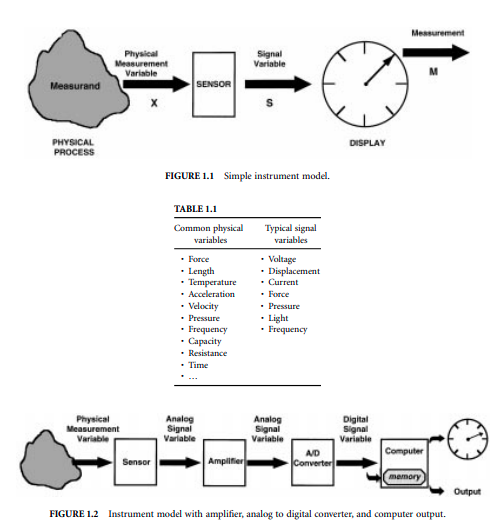 Physical
Measurement
Variable
Signal
Variable
Measurement
Measurand
SENSOR
X
S
M
PHYSICAL
PROCESS
DISPLAY
FIGURE 1.1 Simple instrument model.
TABLE 1.1
Common physical variables
Typical signal variables
• Force • Voltage
• Length • Displacement
• Temperature • Current
• Acceleration • Force
• Velocity • Pressure
• Pressure • Light
• Frequency • Frequency
• Capacity
• Resistance
• Time
• …
Physical
Measurement
Variable
Analog
Signal
Variable
Analog
Signal
Variable
Digital
Signal
Variable
Sensor
Amplifier
A/D
Converter
Computer
memory
Output
FIGURE 1.2 Instrument model with amplifier, analog to digital converter, and computer output.